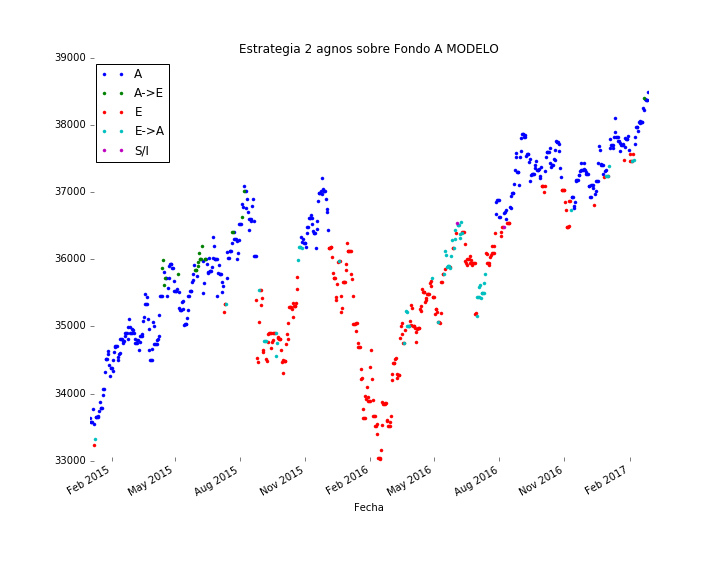 Estrategia 2 agnos sobre Fondo A MODELO
39000
38000
37000
36000
35000
34000
33000
A
A->E
E
E->A
S/I
Feb 2015
May 2015
Aug 2015
Nov 2015
Feb 2016
May 2016
Aug 2016
Nov 2016
Feb 2017
Fecha